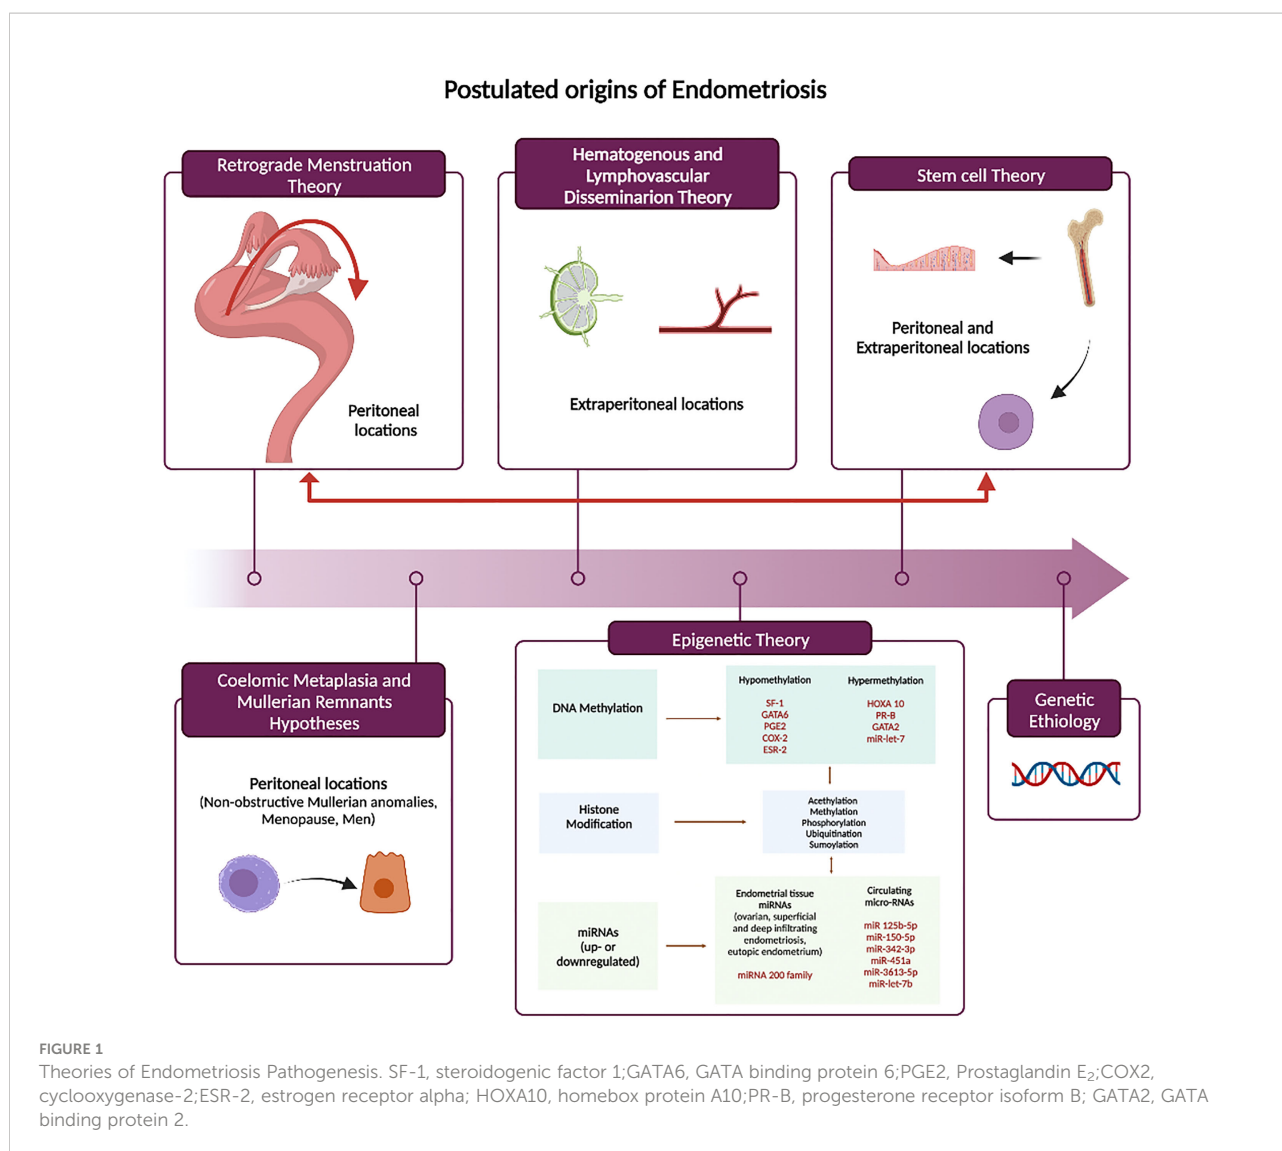 Postulated origins of Endometriosis
Retrograde Menstruation
Theory
Peritoneal
locations
Hematogenous and
Lymphovascular
Disseminarion Theory
Extraperitoneal locations
Stem cell Theory
Peritoneal and
Extraperitoneal locations
Coelomic Metaplasia and
Mullerian Remnants
Hypotheses
Peritoneal locations
(Non-obstructive Mullerian anomalies,
Menopause, Men)
Epigenetic Theory
DNA Methylation
Hypomethylation
SF-1
GATA6
PGE2
COX-2
ESR-2
Hypermethylation
HOXA 10
PR-B
GATA2
miR-let-7
Histone
Modification
Acethylation
Methylation
Phosphorylation
Ubiquitination
Sumoylation
miRNAs
(up- or
downregulated)
Endometrial tissue
miRNAs
(ovarian, superficial
and deep infiltrating
endometriosis,
eutopic endometrium)
miRNA 200 family
Circulating
micro-RNAs
miR 125b-5p
miR-150-5p
miR-342-3p
miR-451a
miR-3613-5p
miR-let-7b
Genetic
Ethiology
FIGURE 1
Theories of Endometriosis Pathogenesis. SF-1, steroidogenic factor 1;GATA6, GATA binding protein 6;PGE2, Prostaglandin E₂;COX2,
cyclooxygenase-2;ESR-2, estrogen receptor alpha; HOXA10, homebox protein A10;PR-B, progesterone receptor isoform B; GATA2, GATA
binding protein 2.